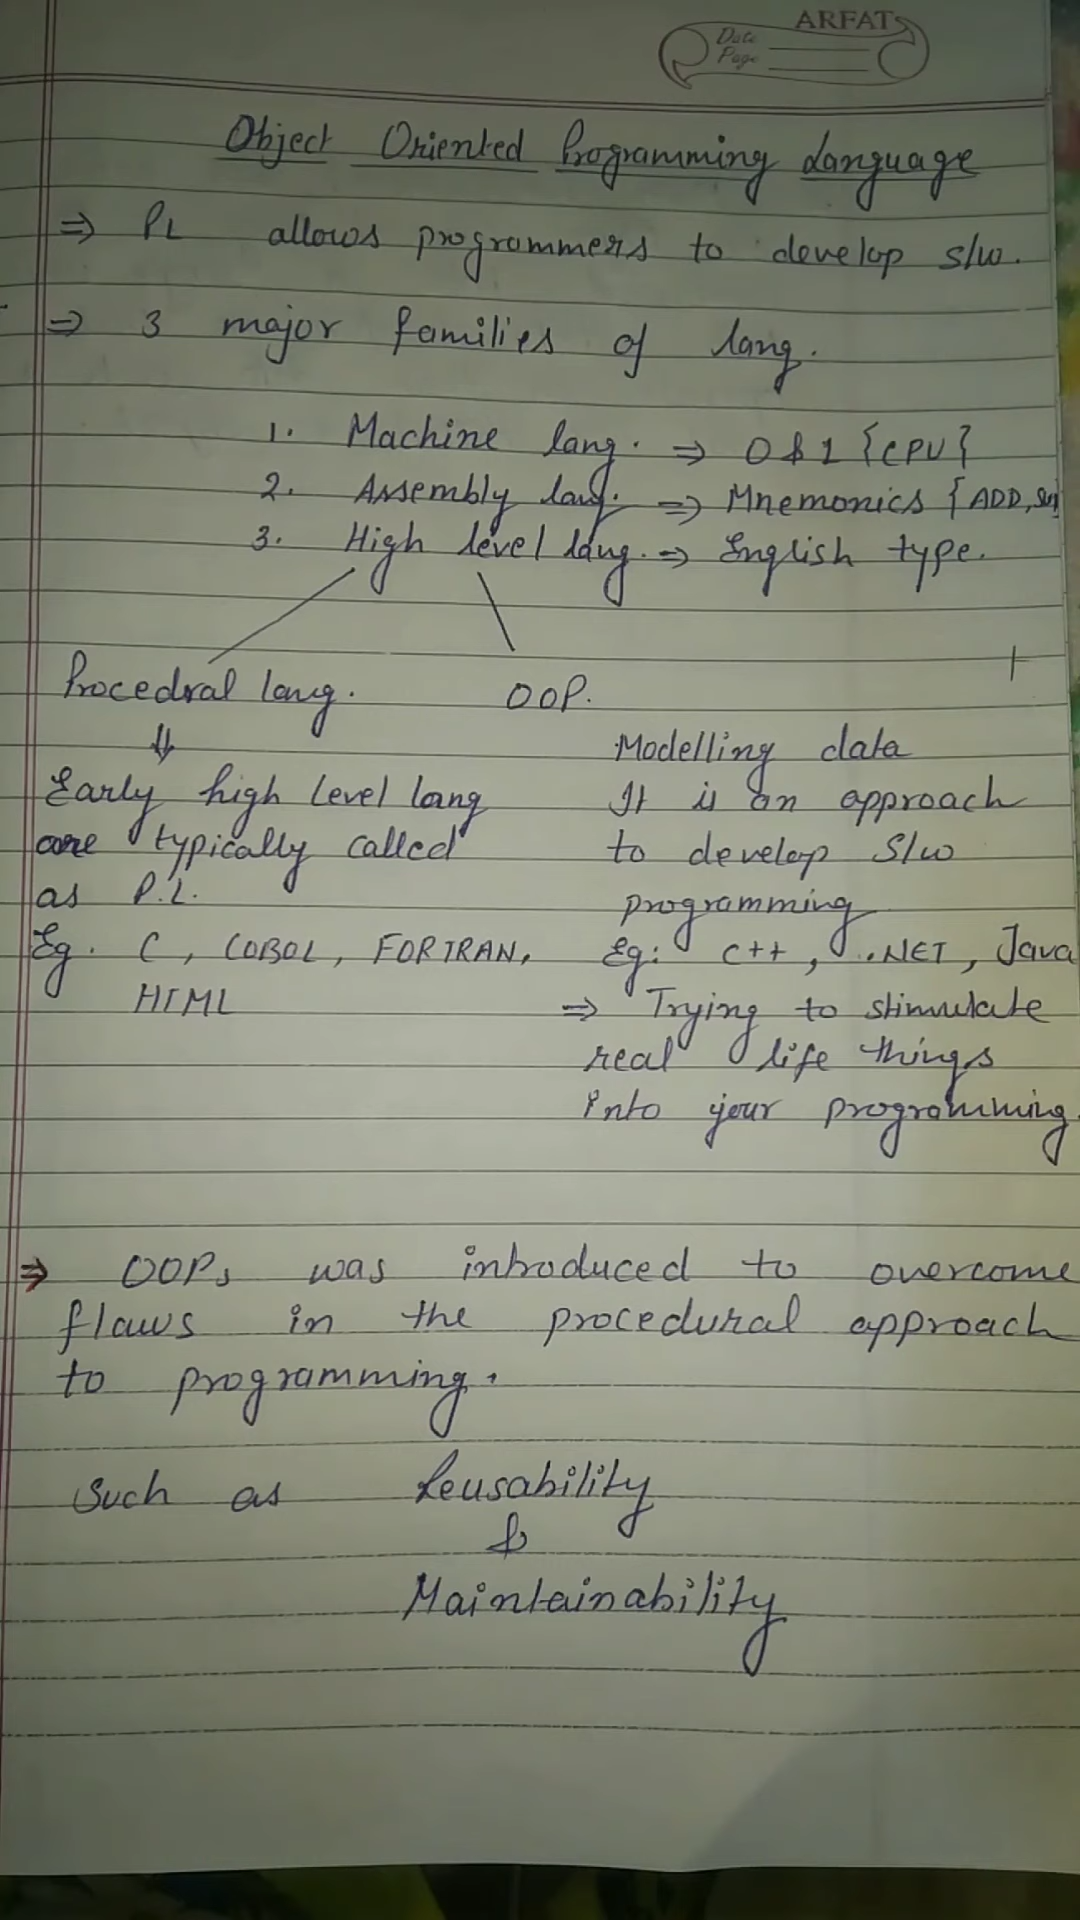 ARFAT
Date
Page
Object Oriented Programming Language
⇒ PL allows programmers to develop s/w.
⇒ 3 major families of lang.
1. Machine lang. ⇒ 0 & 1 {CPU}
2. Assembly lang. ⇒ Mnemonics {ADD,
3. High level lang. ⇒ English type.
Procedral lang. OOP.
⇓
Early high level lang
are typically called
as P.L.
Eg. C, COBOL, FORTRAN,
HTML
Modelling data
It is an approach
to develop S/w
programming
Eg: C++, .NET, Java
⇒ Trying to stimulate
real life things
into your programming.
⇒ OOPs was introduced to overcome
flaws in the procedural approach
to programming.
Such as Reusability
&
Maintainability